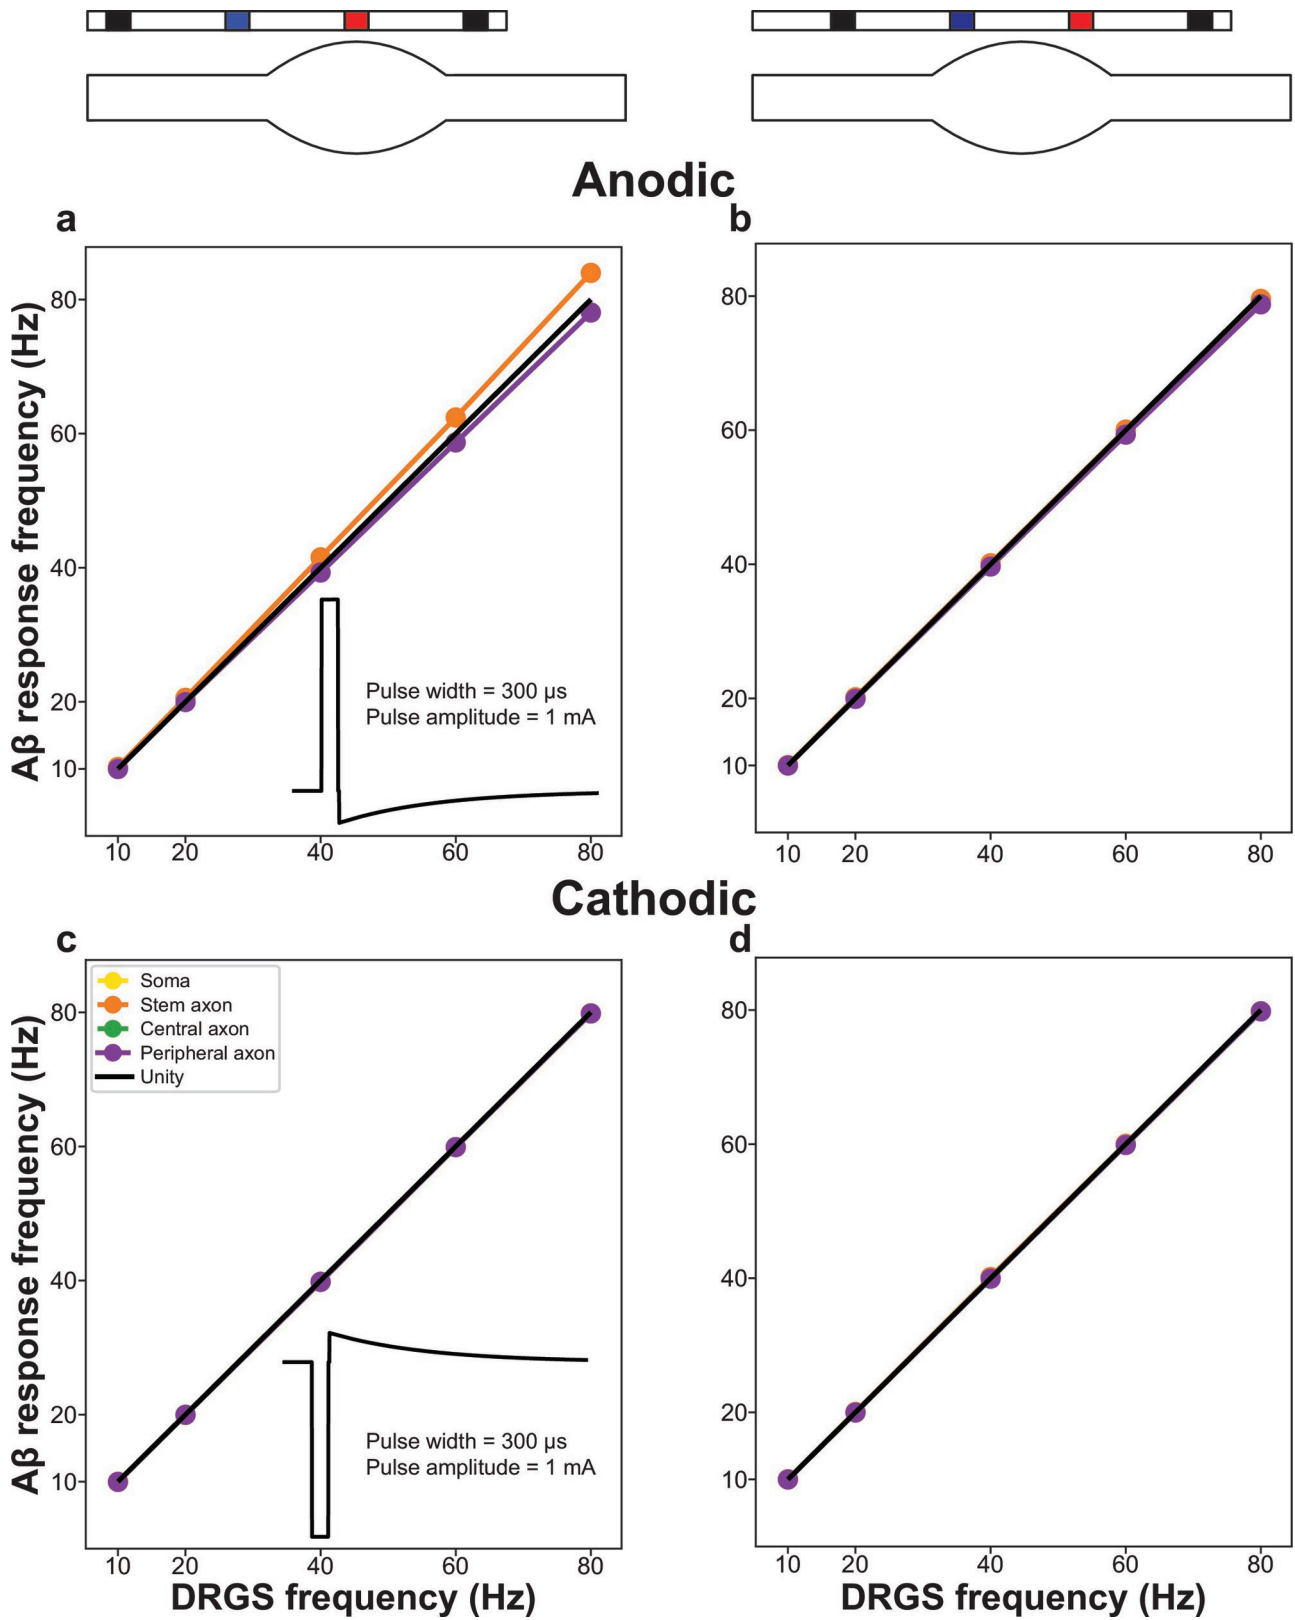 Anodic
a
b
Aβ response frequency (Hz)
80
60
40
20
10
Pulse width = 300 µs
Pulse amplitude = 1 mA
10 20 40 60 80
80
60
40
20
10
10 20 40 60 80
Cathodic
c
d
Aβ response frequency (Hz)
Soma
Stem axon
Central axon
Peripheral axon
Unity
80
60
40
20
10
Pulse width = 300 µs
Pulse amplitude = 1 mA
10 20 40 60 80
DRGS frequency (Hz)
80
60
40
20
10
10 20 40 60 80
DRGS frequency (Hz)